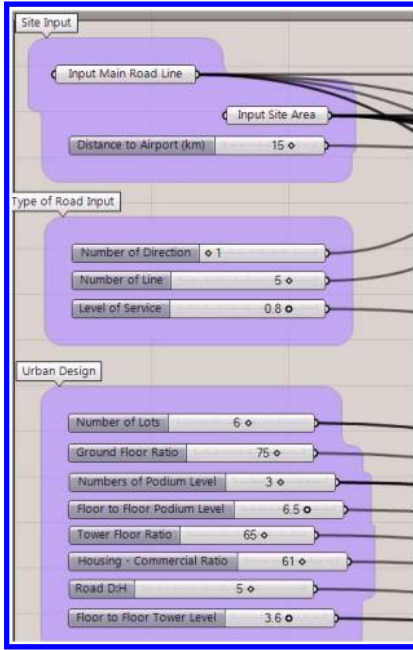 Site Input
Input Main Road Line
Input Site Area
Distance to Airport (km) 15
Type of Road Input
Number of Direction 1
Number of Line 5
Level of Service 0.8
Urban Design
Number of Lots 6
Ground Floor Ratio 75
Numbers of Podium Level 3
Floor to Floor Podium Level 6.5
Tower Floor Ratio 65
Housing - Commercial Ratio 61
Road D:H 5
Floor to Floor Tower Level 3.6